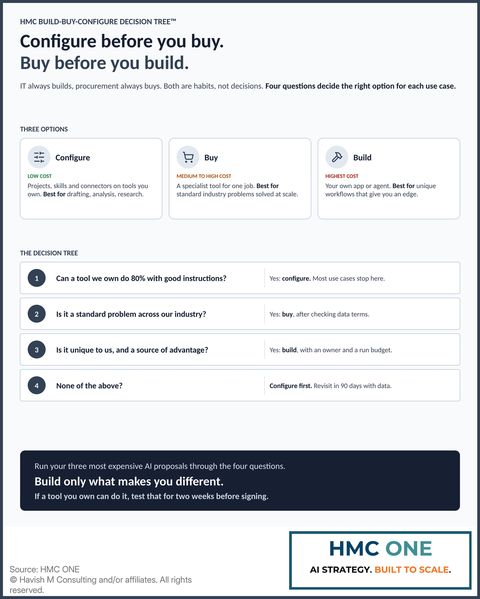 HMC BUILD-BUY-CONFIGURE DECISION TREE™
Configure before you buy.
Buy before you build.
IT always builds, procurement always buys. Both are habits, not decisions. Four questions decide the right option for each use case.
THREE OPTIONS
Configure
LOW COST
Projects, skills and connectors on tools you
own. Best for drafting, analysis, research.
Buy
MEDIUM TO HIGH COST
A specialist tool for one job. Best for
standard industry problems solved at scale.
Build
HIGHEST COST
Your own app or agent. Best for unique
workflows that give you an edge.
THE DECISION TREE
1 Can a tool we own do 80% with good instructions? Yes: configure. Most use cases stop here.
2 Is it a standard problem across our industry? Yes: buy, after checking data terms.
3 Is it unique to us, and a source of advantage? Yes: build, with an owner and a run budget.
4 None of the above? Configure first. Revisit in 90 days with data.
Run your three most expensive AI proposals through the four questions.
Build only what makes you different.
If a tool you own can do it, test that for two weeks before signing.
HMC ONE
AI STRATEGY. BUILT TO SCALE.
Source: HMC ONE
© Havish M Consulting and/or affiliates. All rights
reserved.